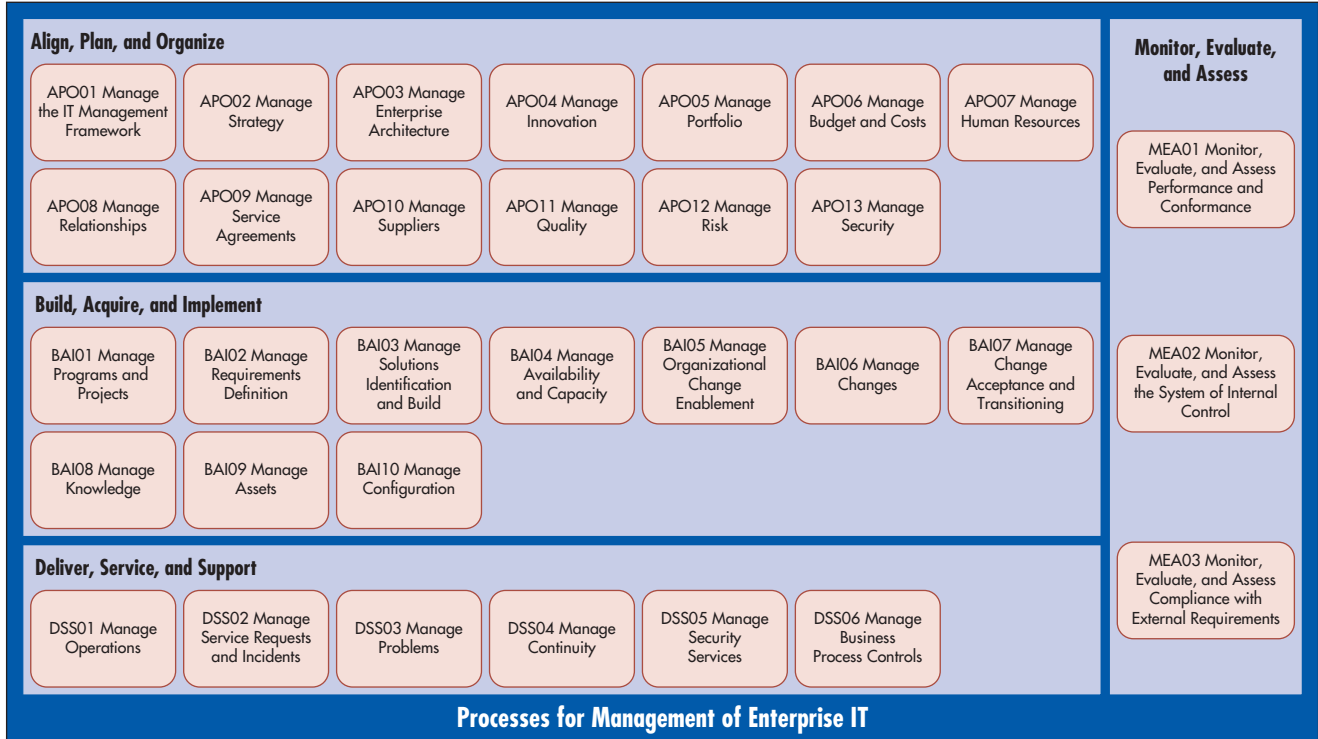 Align, Plan, and Organize
APO01 Manage
the IT Management
Framework
APO02 Manage
Strategy
APO03 Manage
Enterprise
Architecture
APO04 Manage
Innovation
APO05 Manage
Portfolio
APO06 Manage
Budget and Costs
APO07 Manage
Human Resources
APO08 Manage
Relationships
APO09 Manage
Service
Agreements
APO10 Manage
Suppliers
APO11 Manage
Quality
APO12 Manage
Risk
APO13 Manage
Security
Build, Acquire, and Implement
BAI01 Manage
Programs and
Projects
BAI02 Manage
Requirements
Definition
BAI03 Manage
Solutions
Identification
and Build
BAI04 Manage
Availability
and Capacity
BAI05 Manage
Organizational
Change
Enablement
BAI06 Manage
Changes
BAI07 Manage
Change
Acceptance and
Transitioning
BAI08 Manage
Knowledge
BAI09 Manage
Assets
BAI10 Manage
Configuration
Deliver, Service, and Support
DSS01 Manage
Operations
DSS02 Manage
Service Requests
and Incidents
DSS03 Manage
Problems
DSS04 Manage
Continuity
DSS05 Manage
Security
Services
DSS06 Manage
Business
Process Controls
Monitor, Evaluate,
and Assess
MEA01 Monitor,
Evaluate, and Assess
Performance and
Conformance
MEA02 Monitor,
Evaluate, and Assess
the System of Internal
Control
MEA03 Monitor,
Evaluate, and Assess
Compliance with
External Requirements
Processes for Management of Enterprise IT